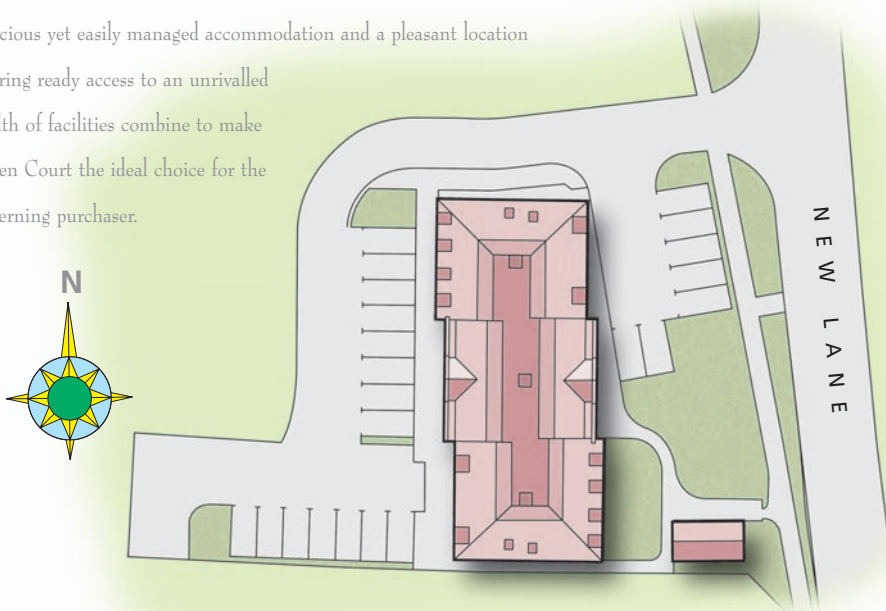 cious yet easily managed accommodation and a pleasant location
ring ready access to an unrivalled
lth of facilities combine to make
en Court the ideal choice for the
erning purchaser.
N
NEW LANE